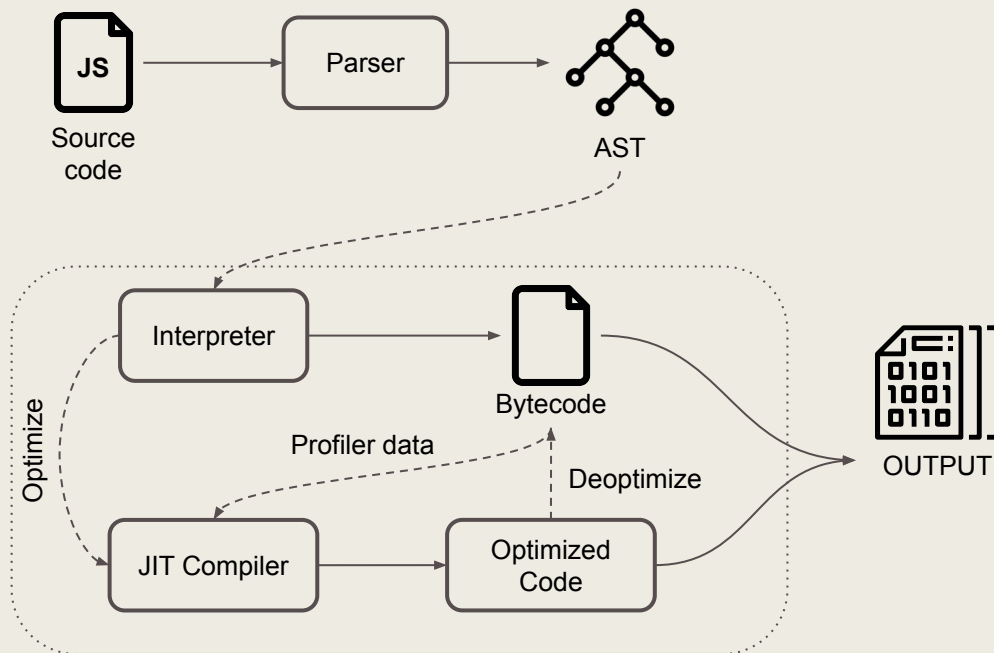 JS
Parser
Source
code
AST
Interpreter
Bytecode
0101
1001
0110
OUTPUT
Optimize
Profiler data
Deoptimize
JIT Compiler
Optimized
Code